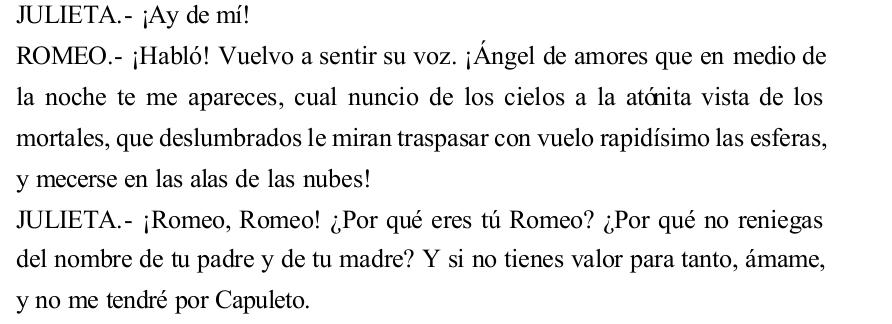 JULIETA.- ¡Ay de mí!
ROMEO.- ¡Habló! Vuelvo a sentir su voz. ¡Ángel de amores que en medio de
la noche te me apareces, cual nuncio de los cielos a la atónita vista de los
mortales, que deslumbrados le miran traspasar con vuelo rapidísimo las esferas,
y mecerse en las alas de las nubes!
JULIETA.- ¡Romeo, Romeo! ¿Por qué eres tú Romeo? ¿Por qué no reniegas
del nombre de tu padre y de tu madre? Y si no tienes valor para tanto, ámame,
y no me tendré por Capuleto.